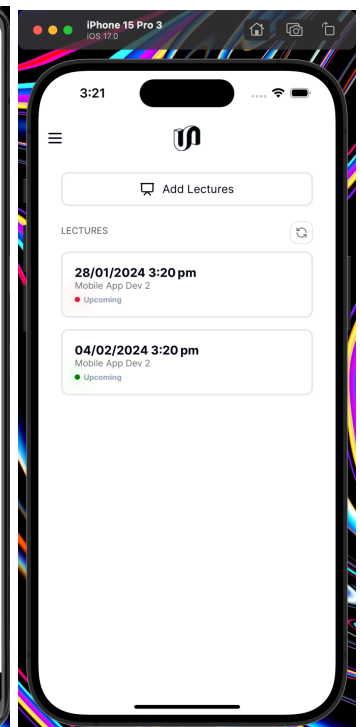 iPhone 15 Pro 3
iOS 17.0
3:21
Add Lectures
LECTURES
28/01/2024 3:20 pm
Mobile App Dev 2
Upcoming
04/02/2024 3:20 pm
Mobile App Dev 2
Upcoming